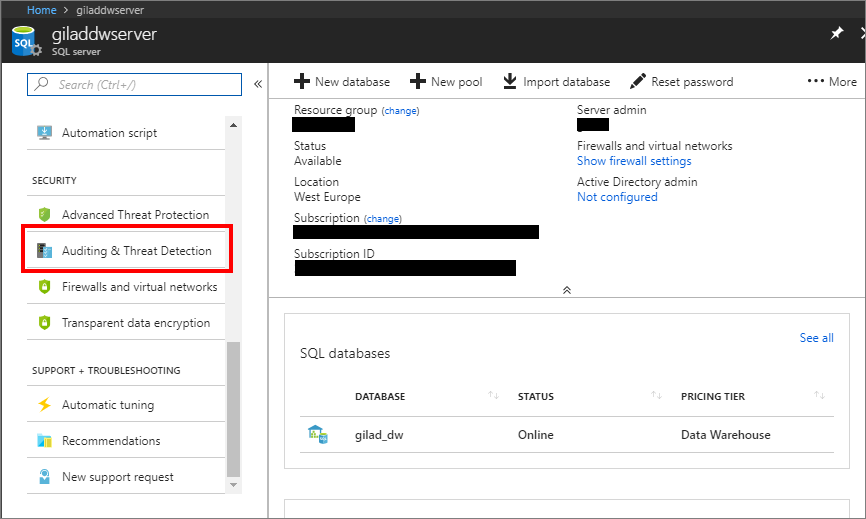 Home > giladdwserver
giladdwserver
SQL server
SQL
Search (Ctrl+/)
«
Automation script
SECURITY
Advanced Threat Protection
Auditing & Threat Detection
Firewalls and virtual networks
Transparent data encryption
SUPPORT + TROUBLESHOOTING
Automatic tuning
Recommendations
New support request
New database
New pool
Import database
Reset password
More
Resource group (change)
Status
Available
Location
West Europe
Subscription (change)
Subscription ID
Server admin
Firewalls and virtual networks
Show firewall settings
Active Directory admin
Not configured
See all
SQL databases
DATABASE STATUS PRICING TIER
gilad_dw Online Data Warehouse